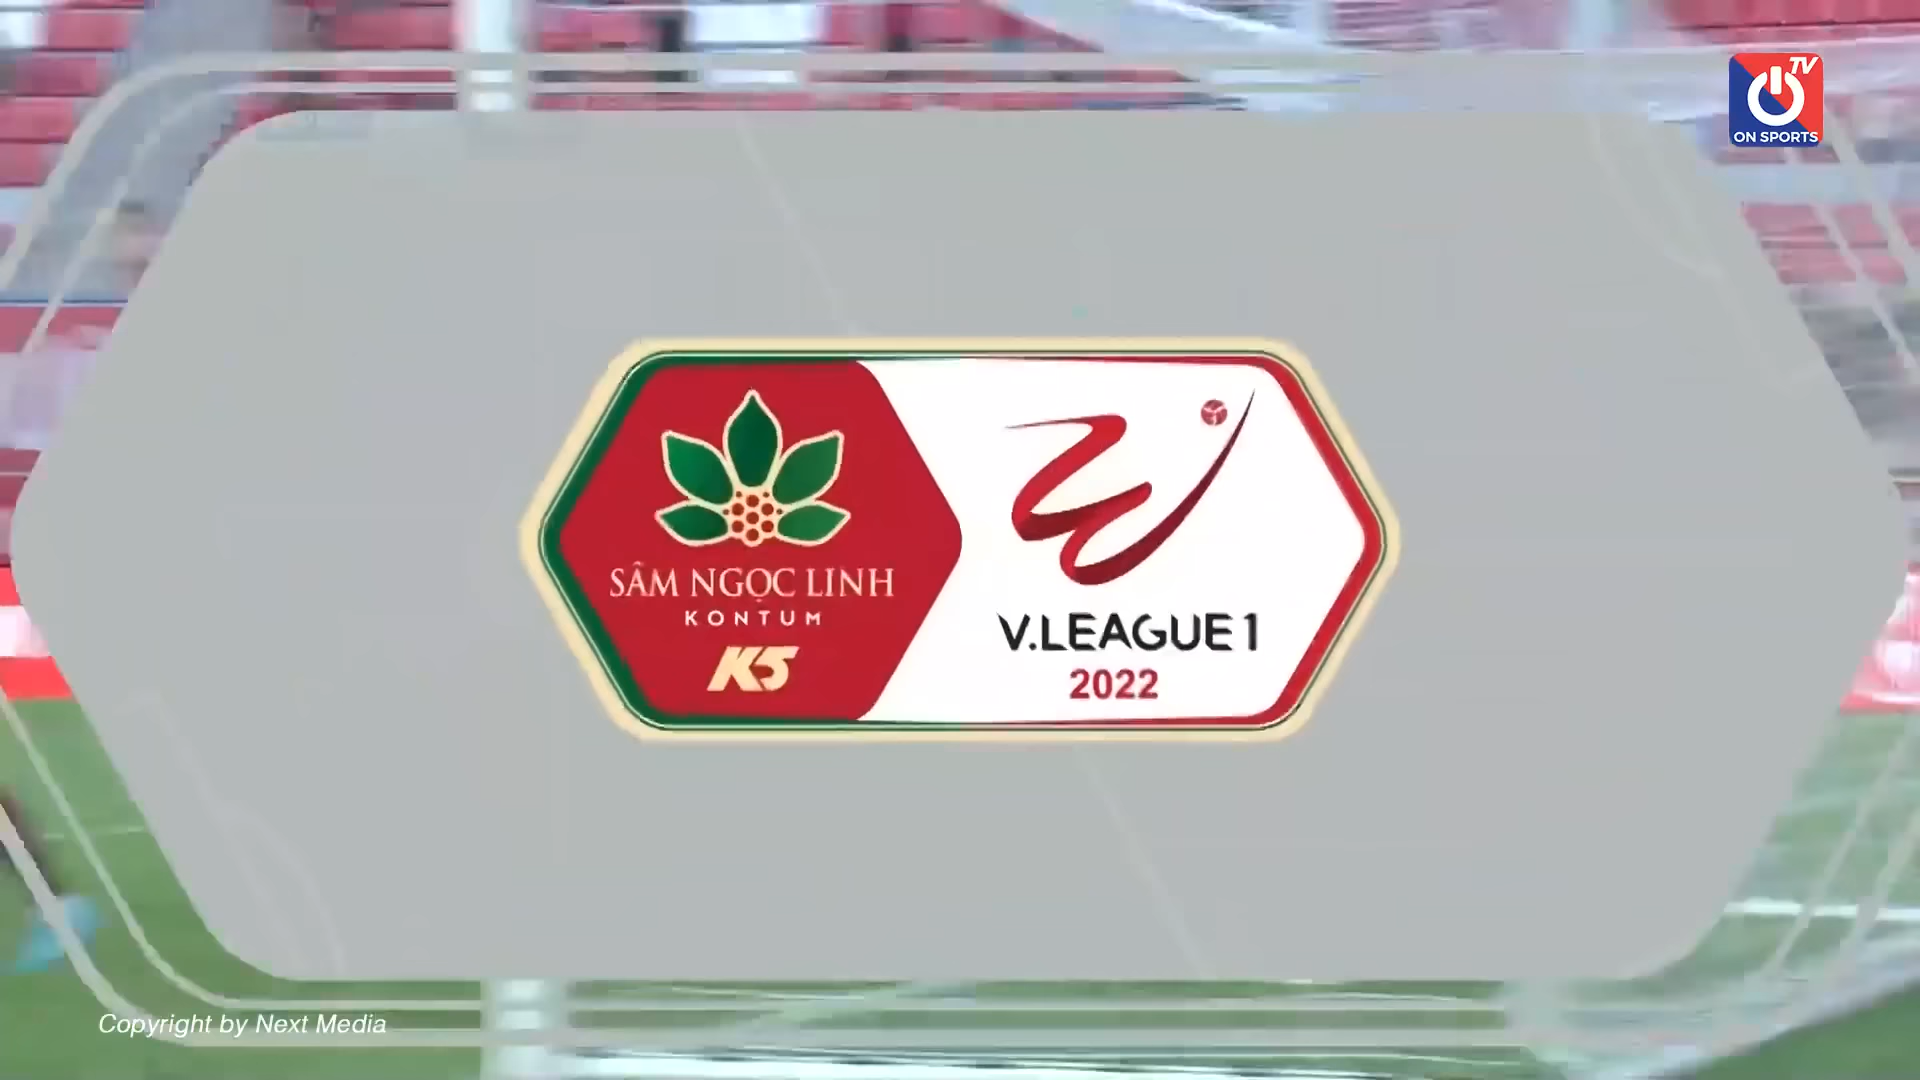 TV
ON SPORTS
SÂM NGỌC LINH
KONTUM
K5
V.LEAGUE 1
2022
Copyright by Next Media